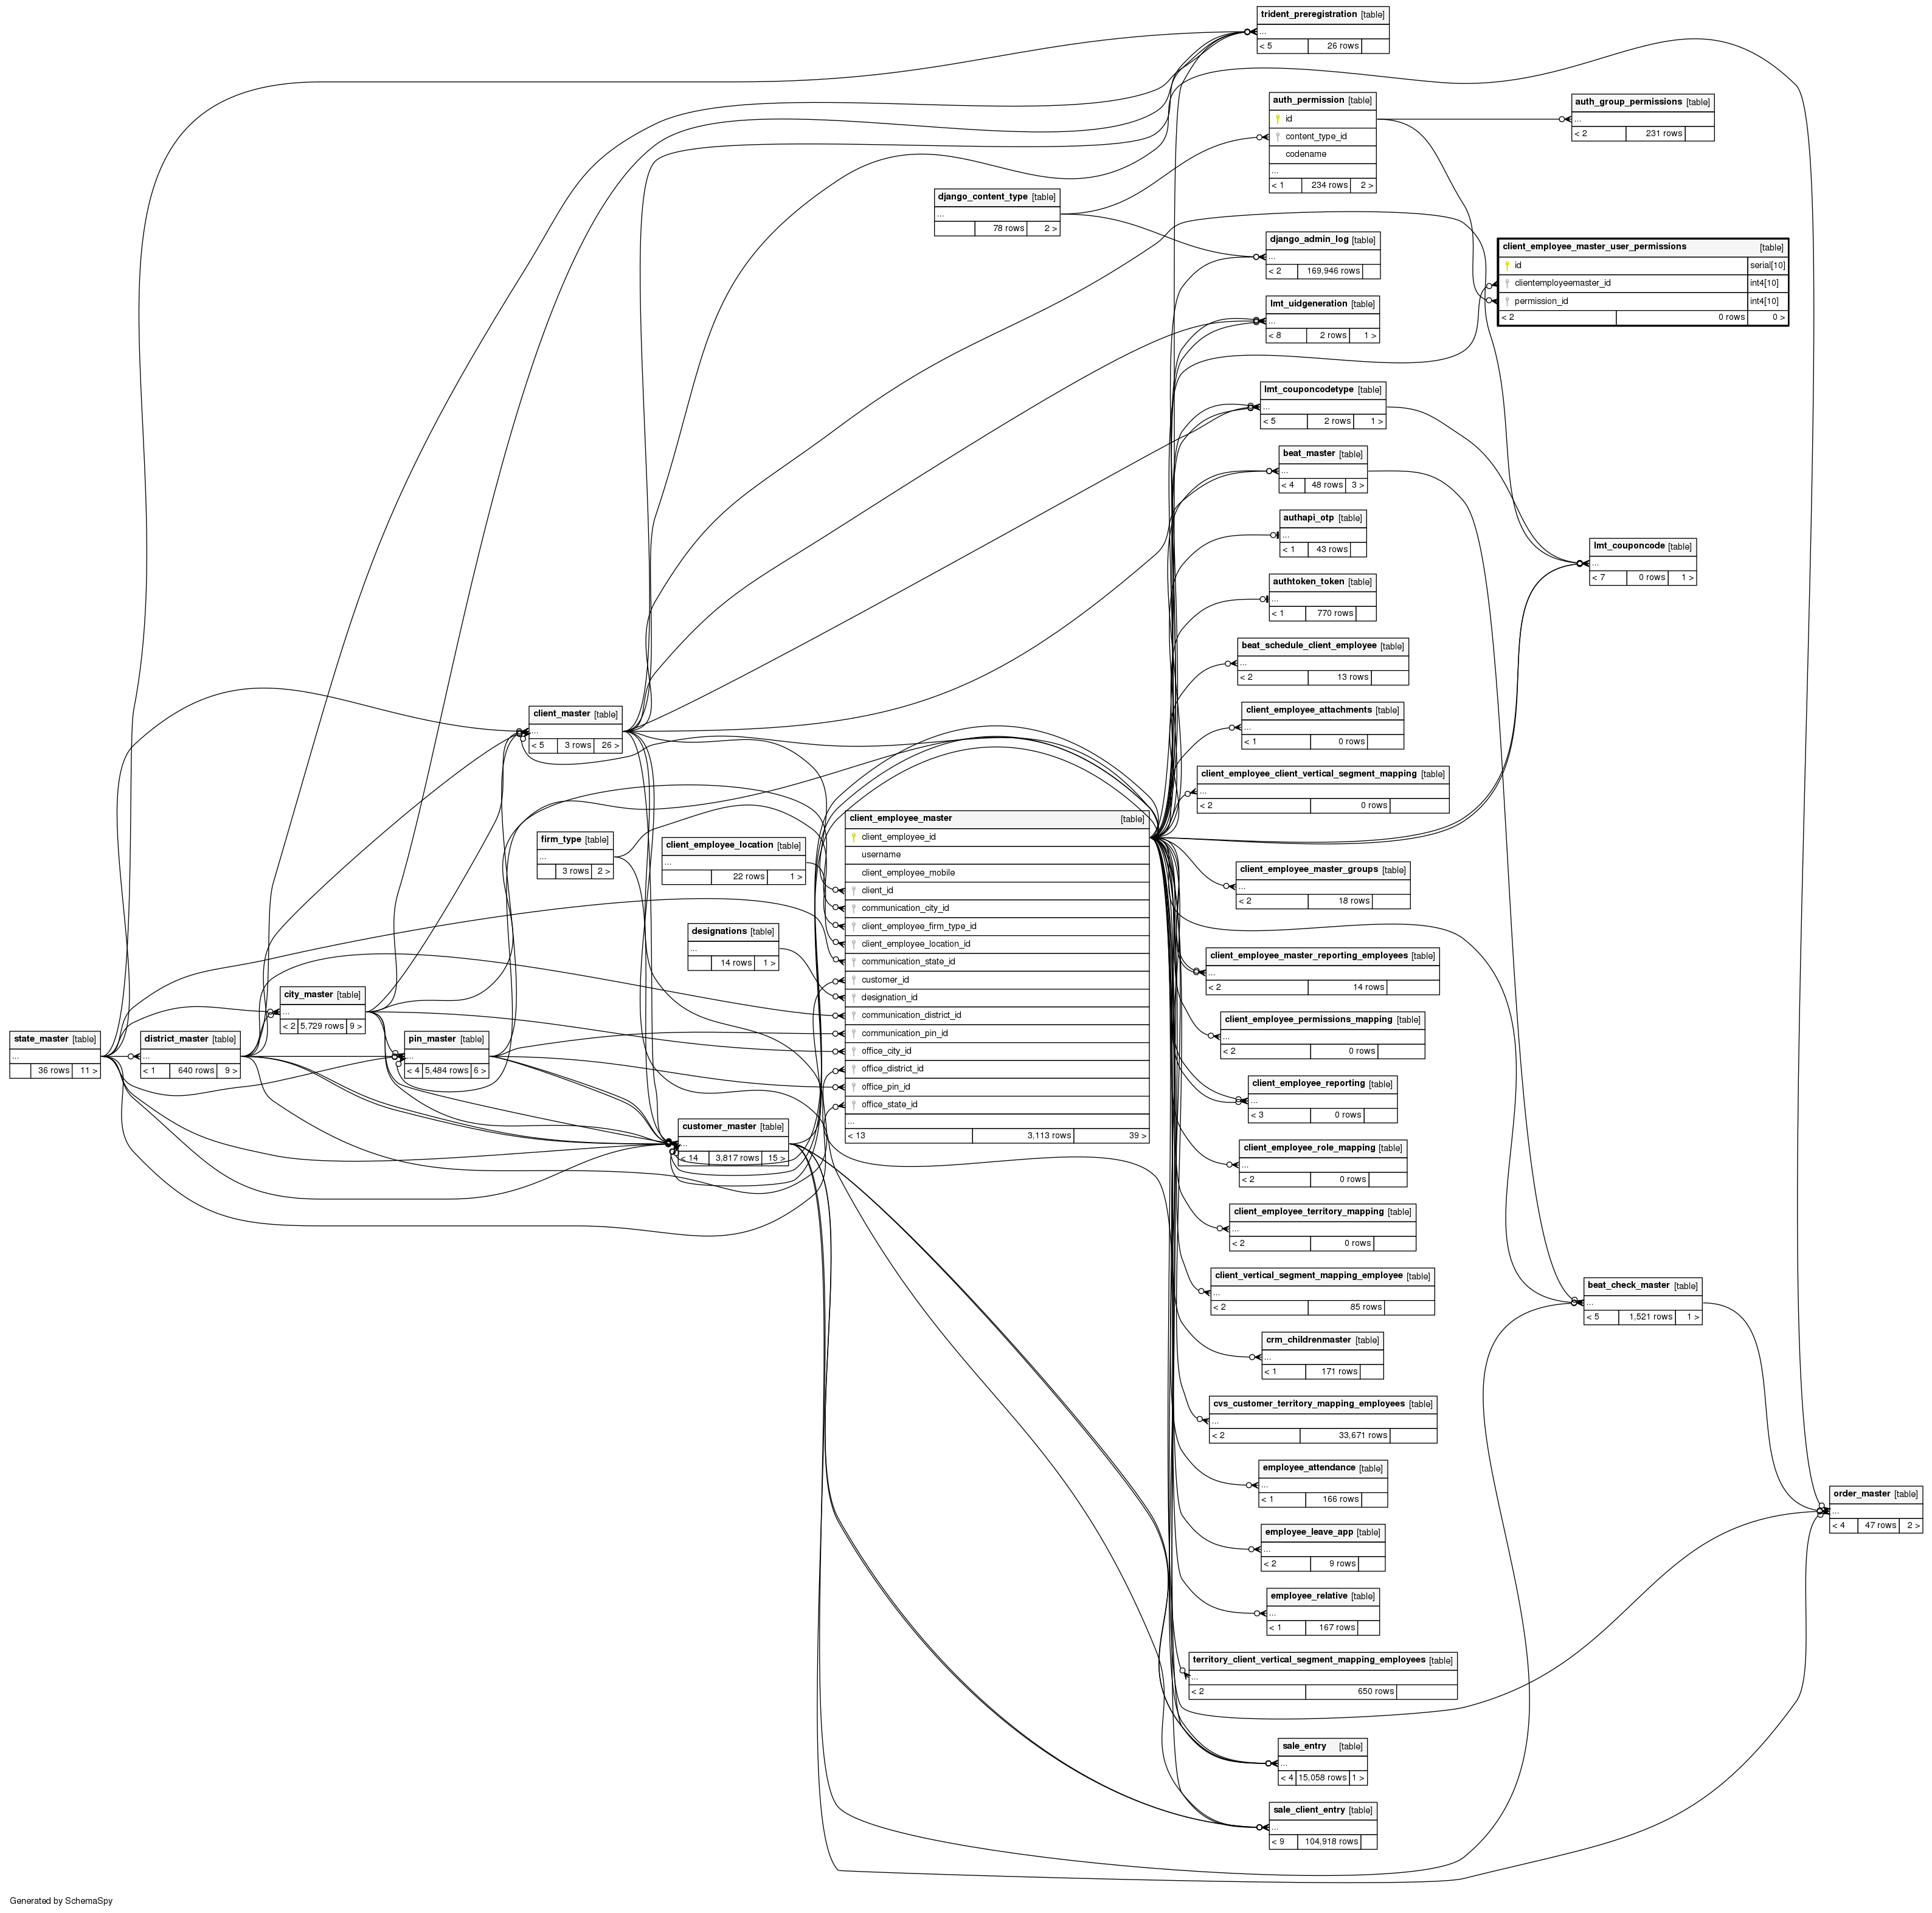 trident_preregistration [table]
...
< 5 26 rows
auth_permission [table]
id
content_type_id
codename
...
< 1 234 rows 2 >
auth_group_permissions [table]
...
< 2 231 rows
django_content_type [table]
...
78 rows 2 >
django_admin_log [table]
...
< 2 169,946 rows
client_employee_master_user_permissions [table]
id serial[10]
clientemployeemaster_id int4[10]
permission_id int4[10]
< 2 0 rows 0 >
lmt_uidgeneration [table]
...
< 8 2 rows 1 >
lmt_couponcodetype [table]
...
< 5 2 rows 1 >
beat_master [table]
...
< 4 48 rows 3 >
authapi_otp [table]
...
< 1 43 rows
lmt_couponcode [table]
...
< 7 0 rows 1 >
authtoken_token [table]
...
< 1 770 rows
beat_schedule_client_employee [table]
...
< 2 13 rows
client_employee_attachments [table]
...
< 1 0 rows
client_master [table]
...
< 5 3 rows 26 >
client_employee_client_vertical_segment_mapping [table]
...
< 2 0 rows
client_employee_master [table]
client_employee_id
username
client_employee_mobile
client_id
communication_city_id
client_employee_firm_type_id
client_employee_location_id
communication_state_id
customer_id
designation_id
communication_district_id
communication_pin_id
office_city_id
office_district_id
office_pin_id
office_state_id
...
< 13 3,113 rows 39 >
firm_type [table]
...
3 rows 2 >
client_employee_location [table]
...
22 rows 1 >
designations [table]
...
14 rows 1 >
city_master [table]
...
< 2 5,729 rows 9 >
state_master [table]
...
36 rows 11 >
district_master [table]
...
< 1 640 rows 9 >
pin_master [table]
...
< 4 5,484 rows 6 >
customer_master [table]
...
< 14 3,817 rows 15 >
client_employee_master_groups [table]
...
< 2 18 rows
client_employee_master_reporting_employees [table]
...
< 2 14 rows
client_employee_permissions_mapping [table]
...
< 2 0 rows
client_employee_reporting [table]
...
< 3 0 rows
client_employee_role_mapping [table]
...
< 2 0 rows
client_employee_territory_mapping [table]
...
< 2 0 rows
client_vertical_segment_mapping_employee [table]
...
< 2 85 rows
beat_check_master [table]
...
< 5 1,521 rows 1 >
crm_childrenmaster [table]
...
< 1 171 rows
cvs_customer_territory_mapping_employees [table]
...
< 2 33,671 rows
employee_attendance [table]
...
< 1 166 rows
order_master [table]
...
< 4 47 rows 2 >
employee_leave_app [table]
...
< 2 9 rows
employee_relative [table]
...
< 1 167 rows
territory_client_vertical_segment_mapping_employees [table]
...
< 2 650 rows
sale_entry [table]
...
< 4 15,058 rows 1 >
sale_client_entry [table]
...
< 9 104,918 rows
Generated by SchemaSpy